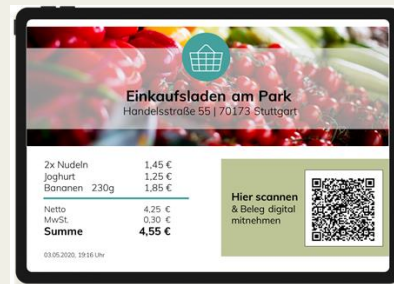 Einkaufsladen am Park
Handelsstraße 55 | 70173 Stuttgart
2x Nudeln 1,45 €
Joghurt 1,25 €
Bananen 230g 1,85 €
Netto 4,25 €
MwSt. 0,30 €
Summe 4,55 €
03.05.2020, 19:16 Uhr
Hier scannen
& Beleg digital
mitnehmen